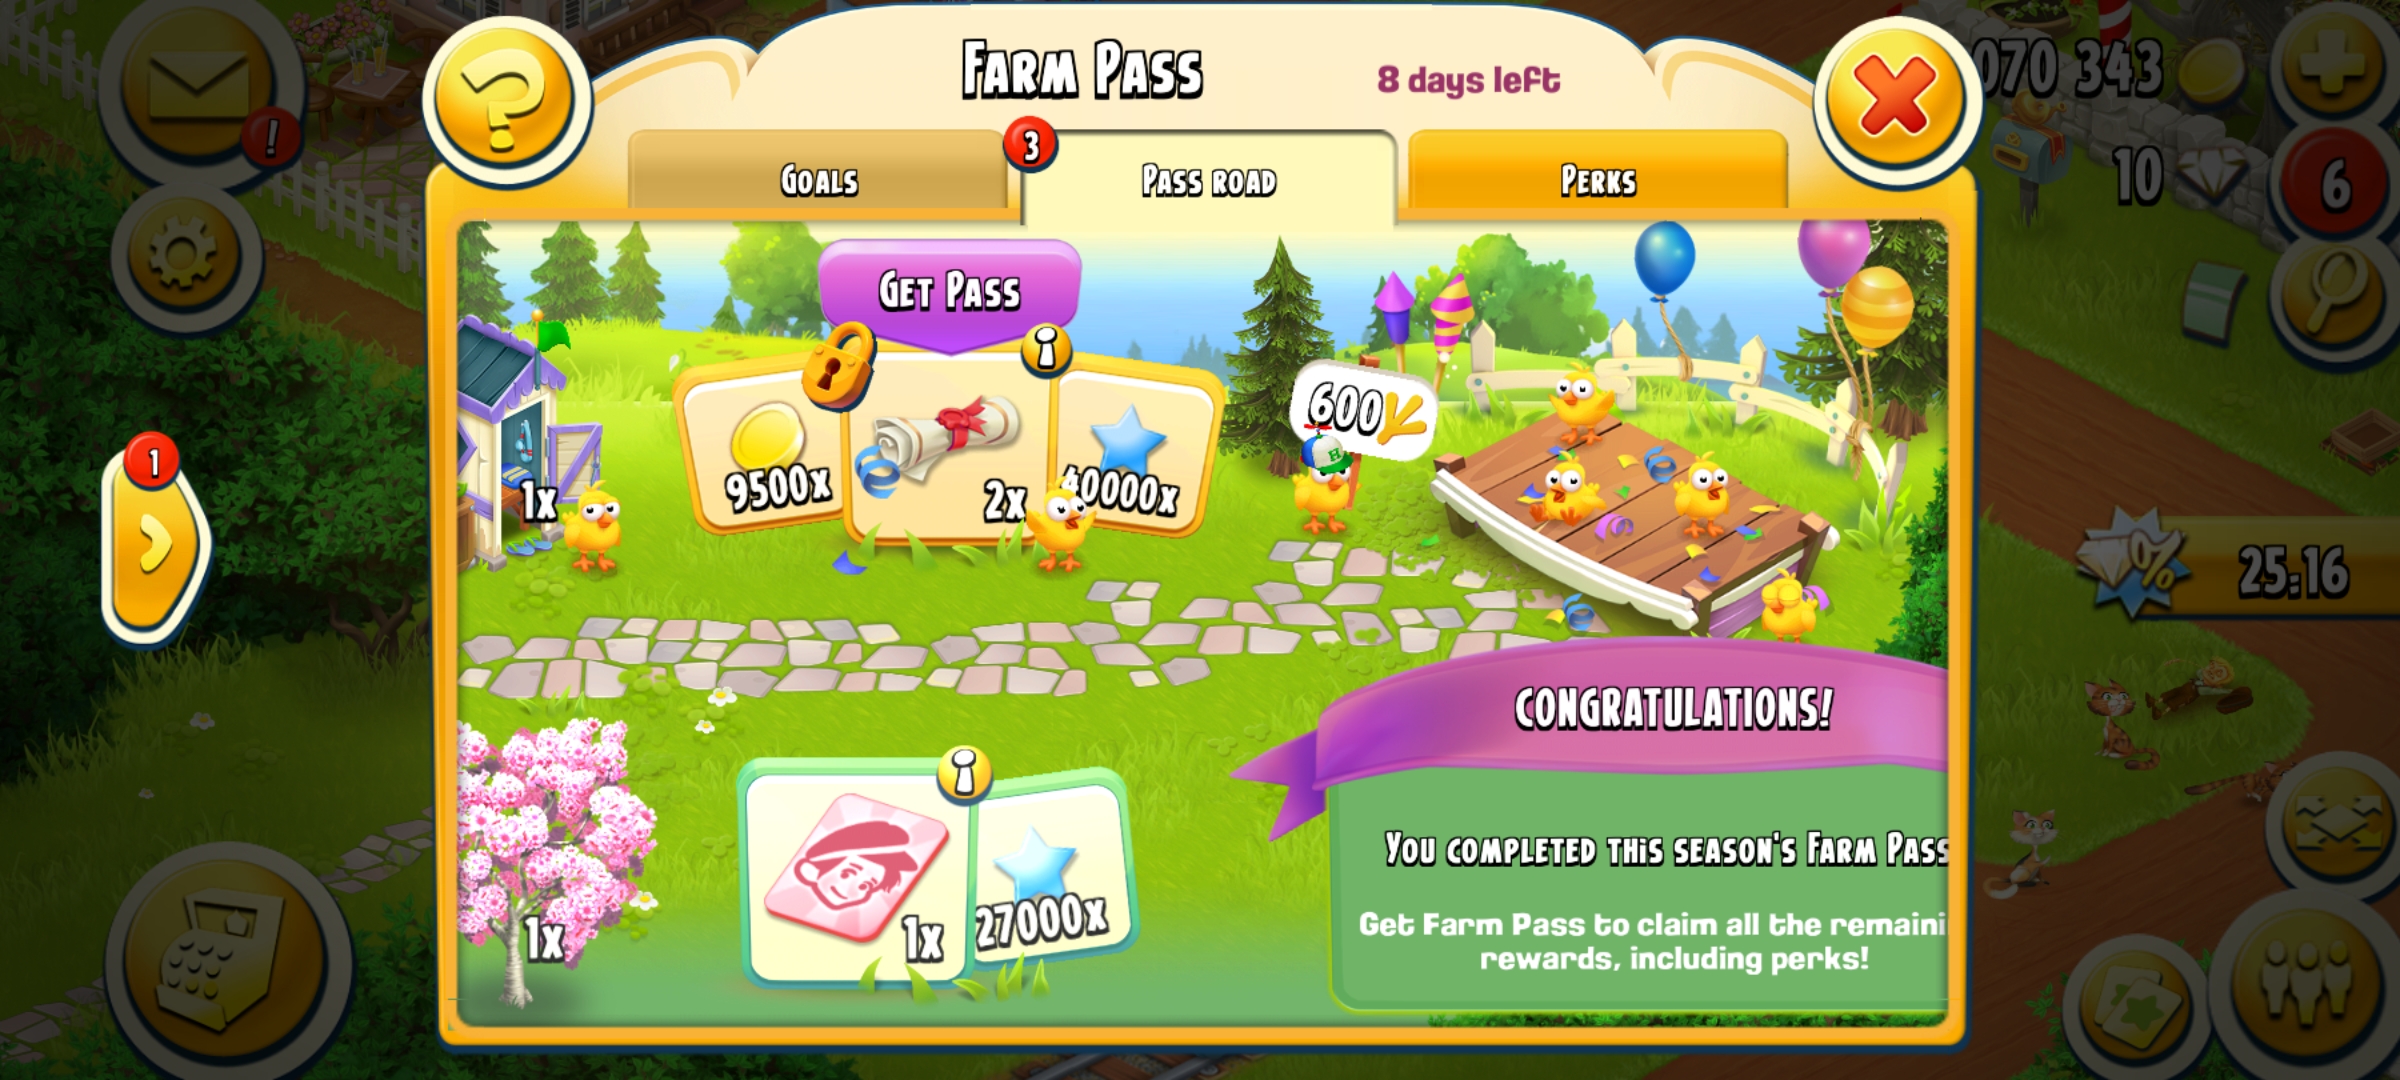 FARM PASS
8 days left
070 343
10
6
!
GOALS
3
PASS ROAD
PERKS
GET PASS
9500x
2x
40000x
1x
600
H
1
%
25:16
CONGRATULATIONS!
YOU COMPLETED THIS SEASON'S FARM PASS
Get Farm Pass to claim all the remaini
rewards, including perks!
1x
1x
27000x